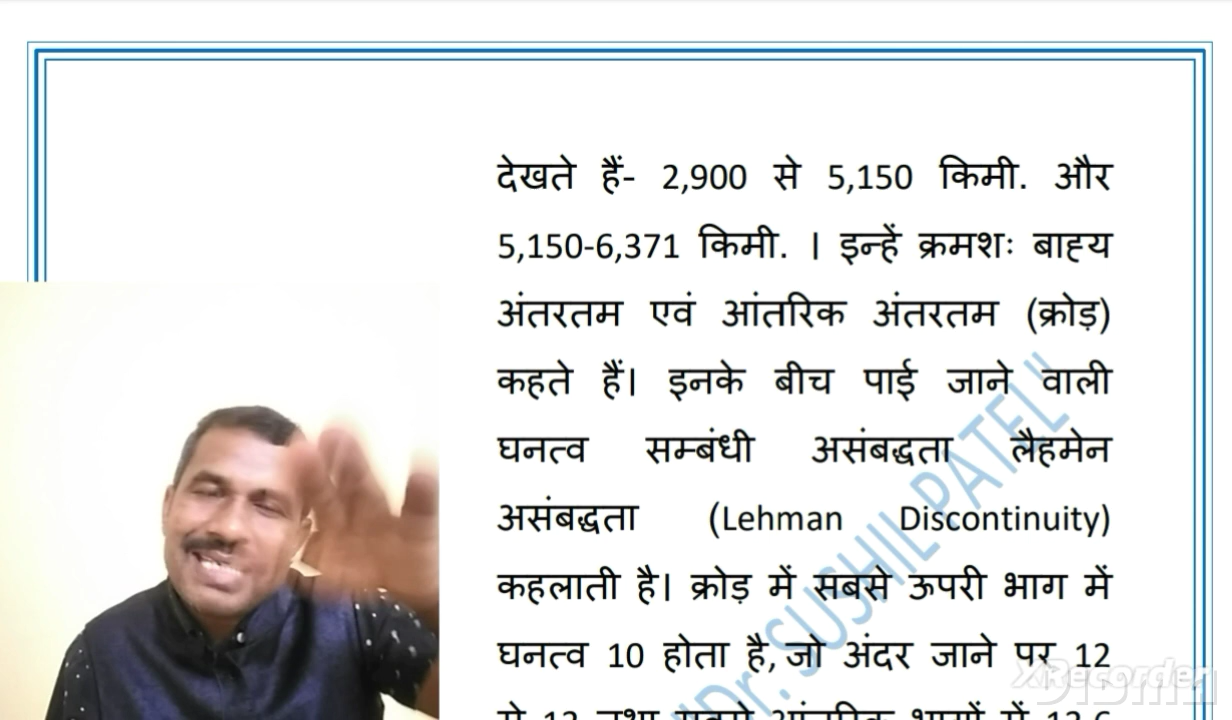 देखते हैं- 2,900 से 5,150 किमी. और
5,150-6,371 किमी. । इन्हें क्रमशः बाह्य
अंतरतम एवं आंतरिक अंतरतम (क्रोड़)
कहते हैं। इनके बीच पाई जाने वाली
घनत्व सम्बंधी असंबद्धता लैहमेन
असंबद्धता (Lehman Discontinuity)
कहलाती है। क्रोड़ में सबसे ऊपरी भाग में
घनत्व 10 होता है, जो अंदर जाने पर 12
Dr. SUSHIL PATEL"
XRecorder